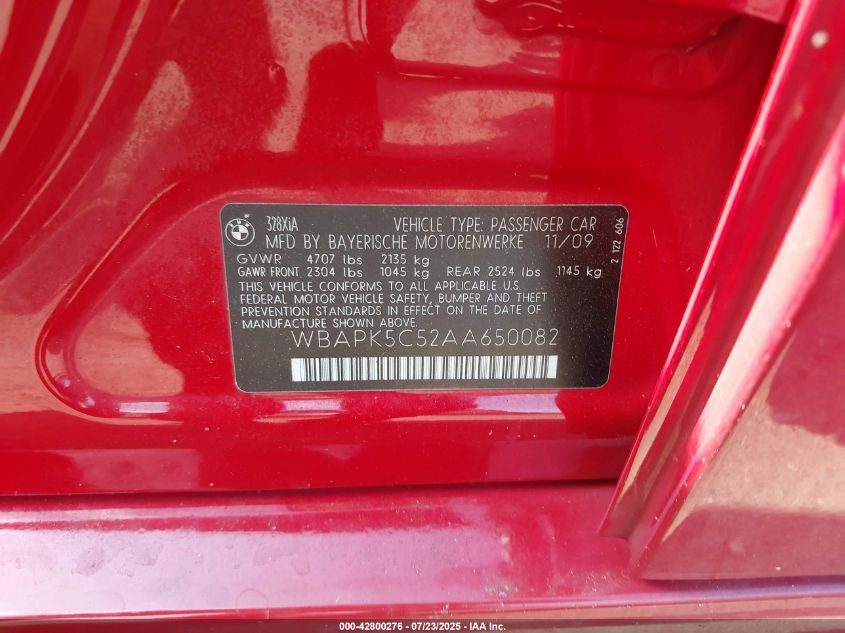 BMW
328XiA VEHICLE TYPE: PASSENGER CAR
MFD BY BAYERISCHE MOTORENWERKE 11/09
GVWR 4707 lbs 2135 kg
GAWR FRONT 2304 lbs 1045 kg REAR 2524 lbs 1145 kg
THIS VEHICLE CONFORMS TO ALL APPLICABLE U.S.
FEDERAL MOTOR VEHICLE SAFETY, BUMPER AND THEFT
PREVENTION STANDARDS IN EFFECT ON THE DATE OF
MANUFACTURE SHOWN ABOVE.
WBAPK5C52AA650082
2 122 606
000-42800276 - 07/23/2025 - IAA Inc.